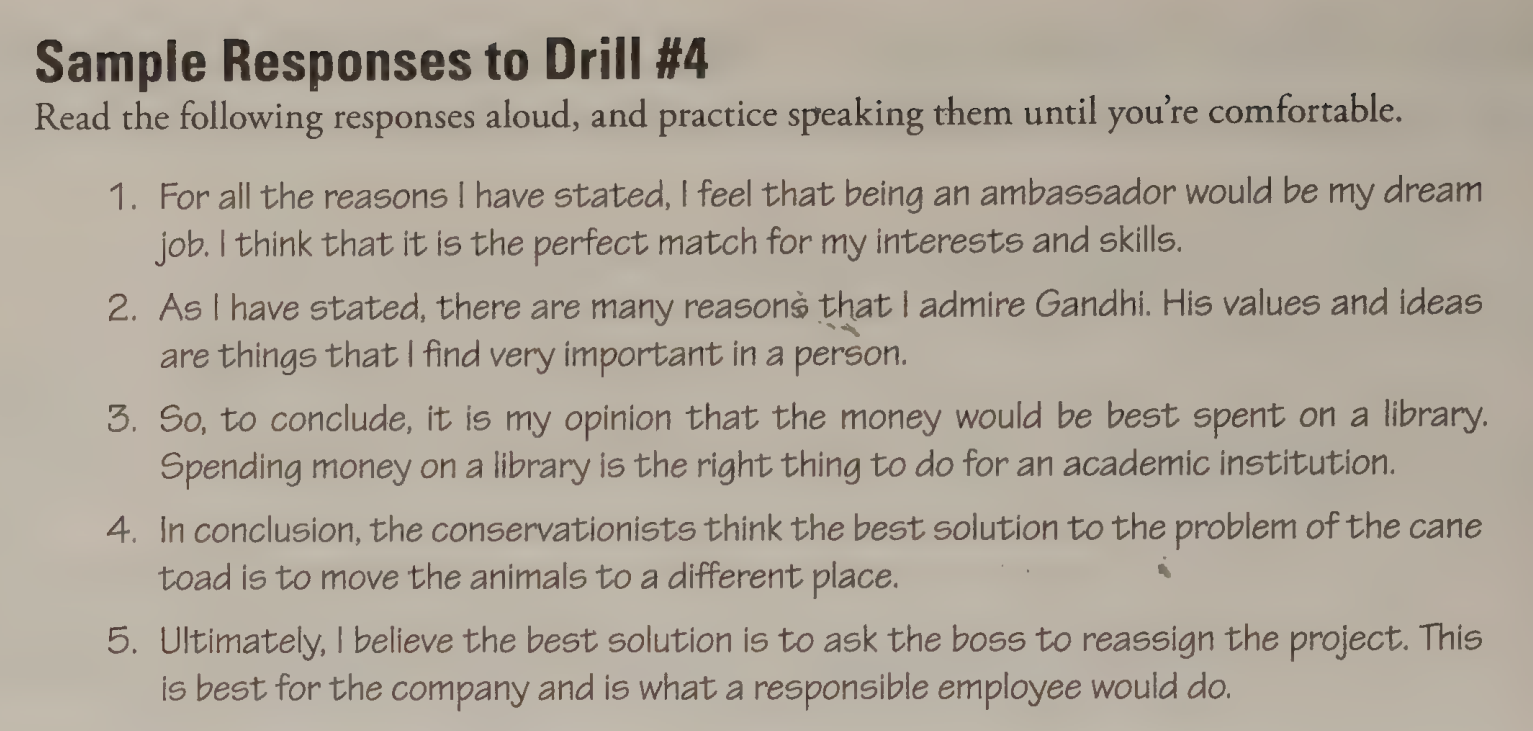 Sample Responses to Drill #4
Read the following responses aloud, and practice speaking them until you're comfortable.
1. For all the reasons I have stated, I feel that being an ambassador would be my dream
job. I think that it is the perfect match for my interests and skills.
2. As I have stated, there are many reasons that I admire Gandhi. His values and ideas
are things that I find very important in a person.
3. So, to conclude, it is my opinion that the money would be best spent on a library.
Spending money on a library is the right thing to do for an academic institution.
4. In conclusion, the conservationists think the best solution to the problem of the cane
toad is to move the animals to a different place.
5. Ultimately, I believe the best solution is to ask the boss to reassign the project. This
is best for the company and is what a responsible employee would do.